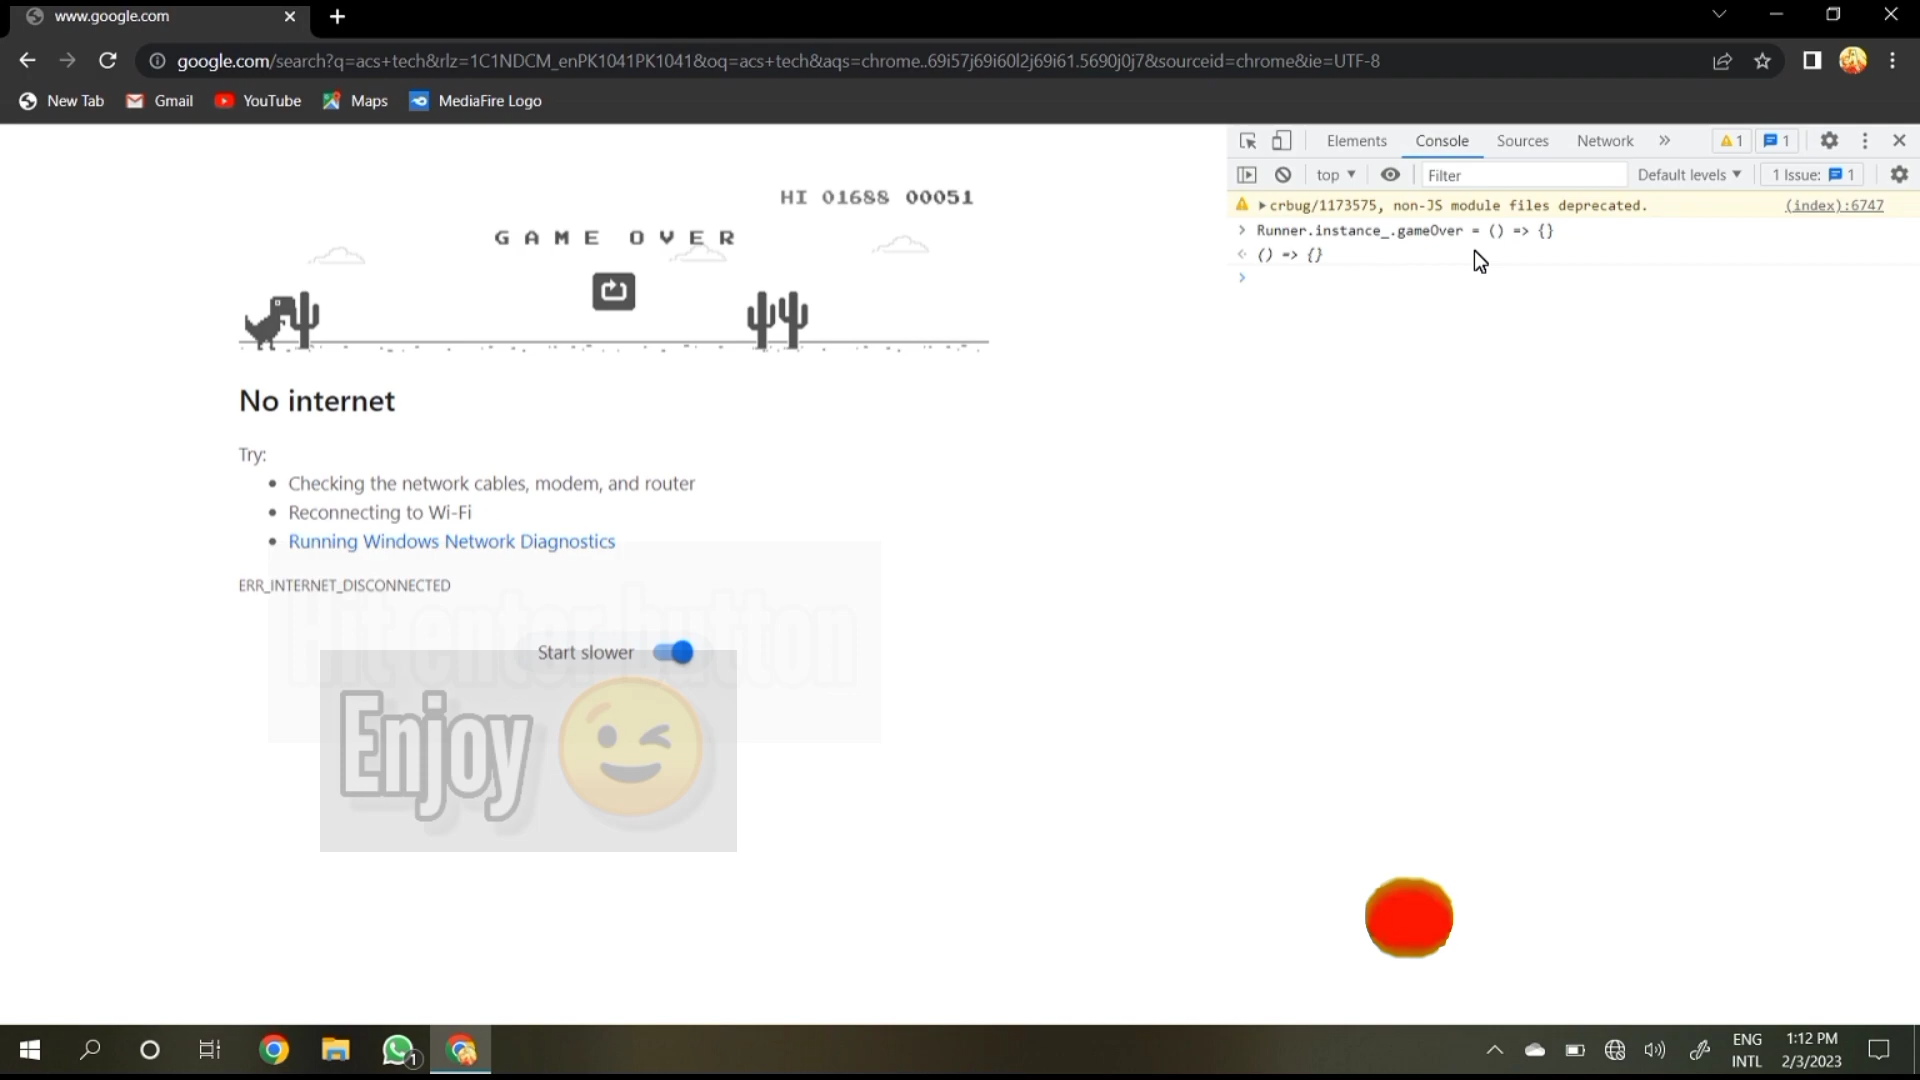 www.google.com
google.com/search?q=acs+tech&rlz=1C1NDCM_enPK1041PK1041&oq=acs+tech&aqs=chrome..69i57j69i60l2j69i61.5690j0j7&sourceid=chrome&ie=UTF-8
New Tab Gmail YouTube Maps MediaFire Logo
Elements Console Sources Network » 1 1
top Filter Default levels 1 Issue: 1
crbug/1173575, non-JS module files deprecated. (index):6747
Runner.instance_.gameOver = () => {}
() => {}
HI 01688 00051
GAME OVER
No internet
Try:
Checking the network cables, modem, and router
Reconnecting to Wi-Fi
Running Windows Network Diagnostics
ERR_INTERNET_DISCONNECTED
Hit enter button
Start slower
Enjoy
1
ENG
INTL
1:12 PM
2/3/2023